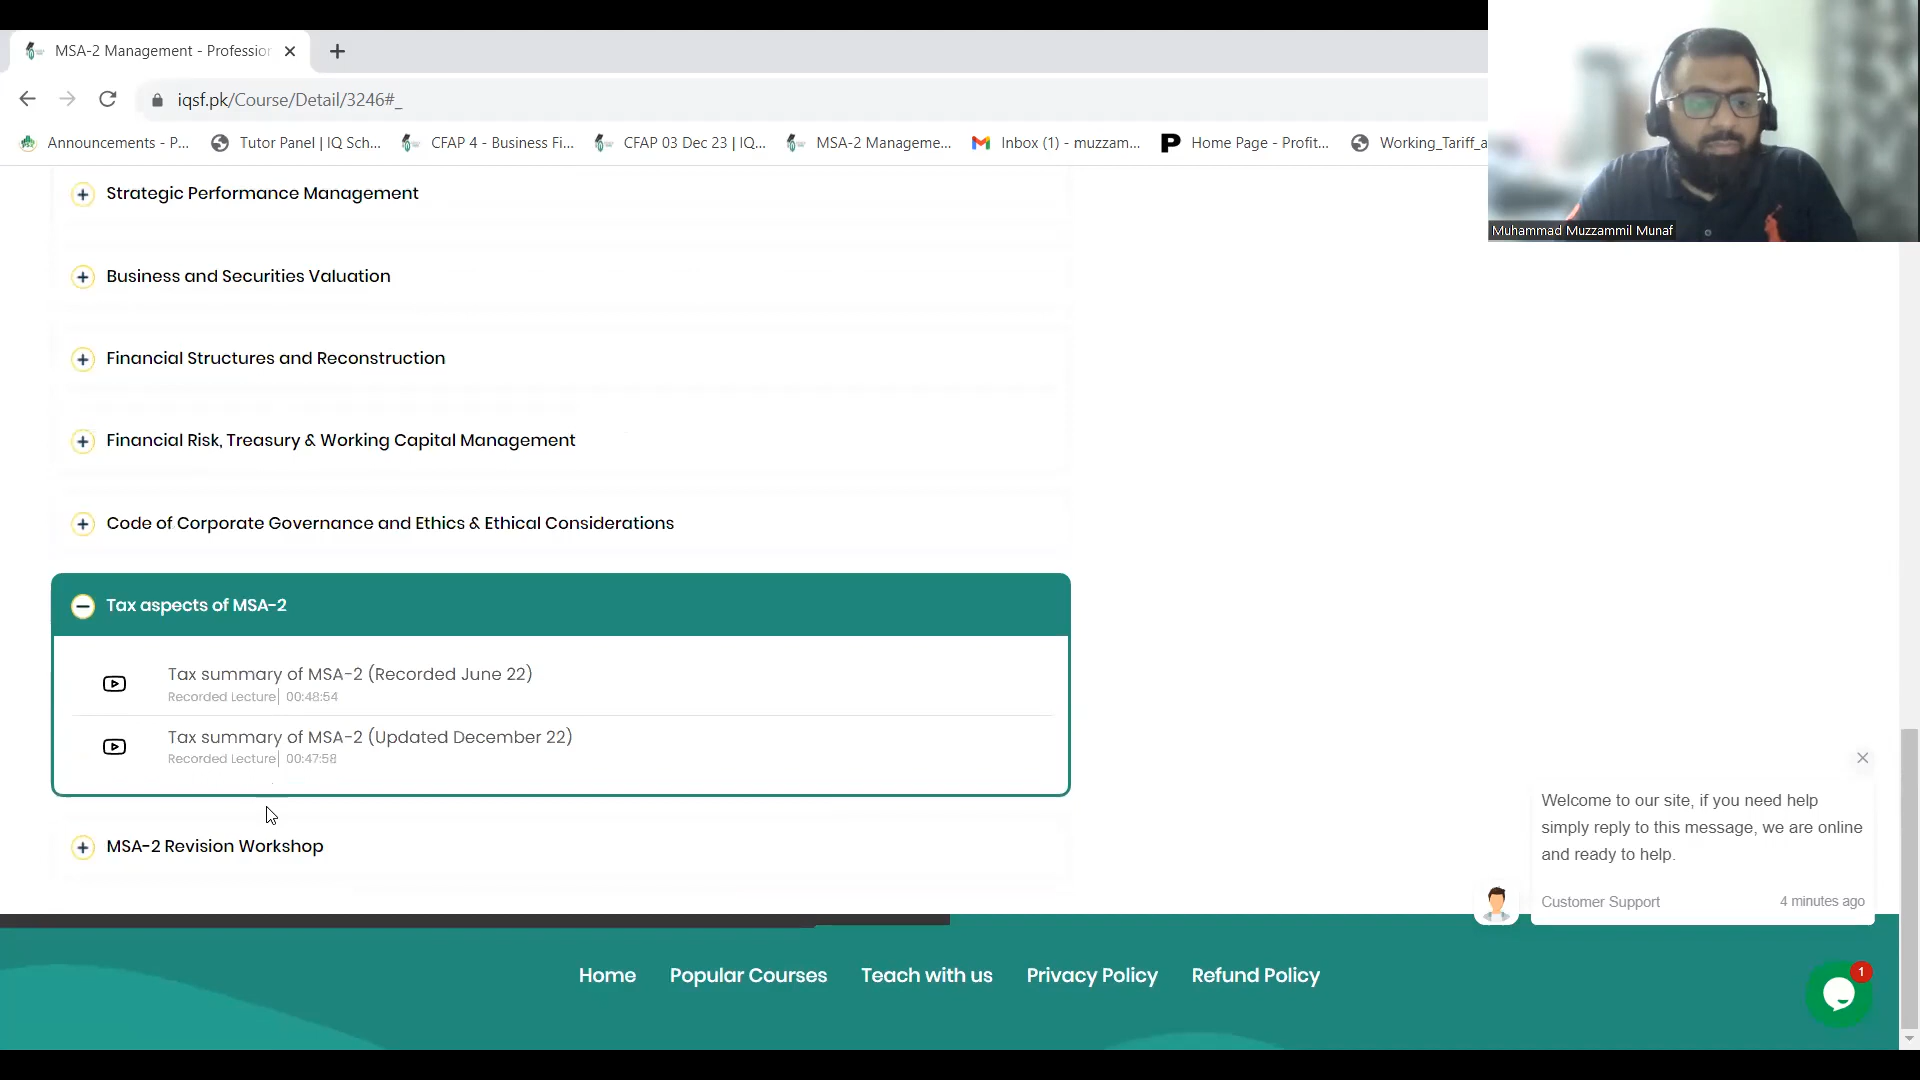 MSA-2 Management - Profession
iqsf.pk/Course/Detail/3246#_
Announcements - P...
Tutor Panel | IQ Sch...
CFAP 4 - Business Fi...
CFAP 03 Dec 23 | IQ...
MSA-2 Manageme...
Inbox (1) - muzzam...
Home Page - Profit...
Working_Tariff_a
Muhammad Muzzammil Munaf
Strategic Performance Management
Business and Securities Valuation
Financial Structures and Reconstruction
Financial Risk, Treasury & Working Capital Management
Code of Corporate Governance and Ethics & Ethical Considerations
Tax aspects of MSA-2
Tax summary of MSA-2 (Recorded June 22)
Recorded Lecture| 00:48:54
Tax summary of MSA-2 (Updated December 22)
Recorded Lecture| 00:47:58
MSA-2 Revision Workshop
Welcome to our site, if you need help
simply reply to this message, we are online
and ready to help.
Customer Support
4 minutes ago
1
Home
Popular Courses
Teach with us
Privacy Policy
Refund Policy